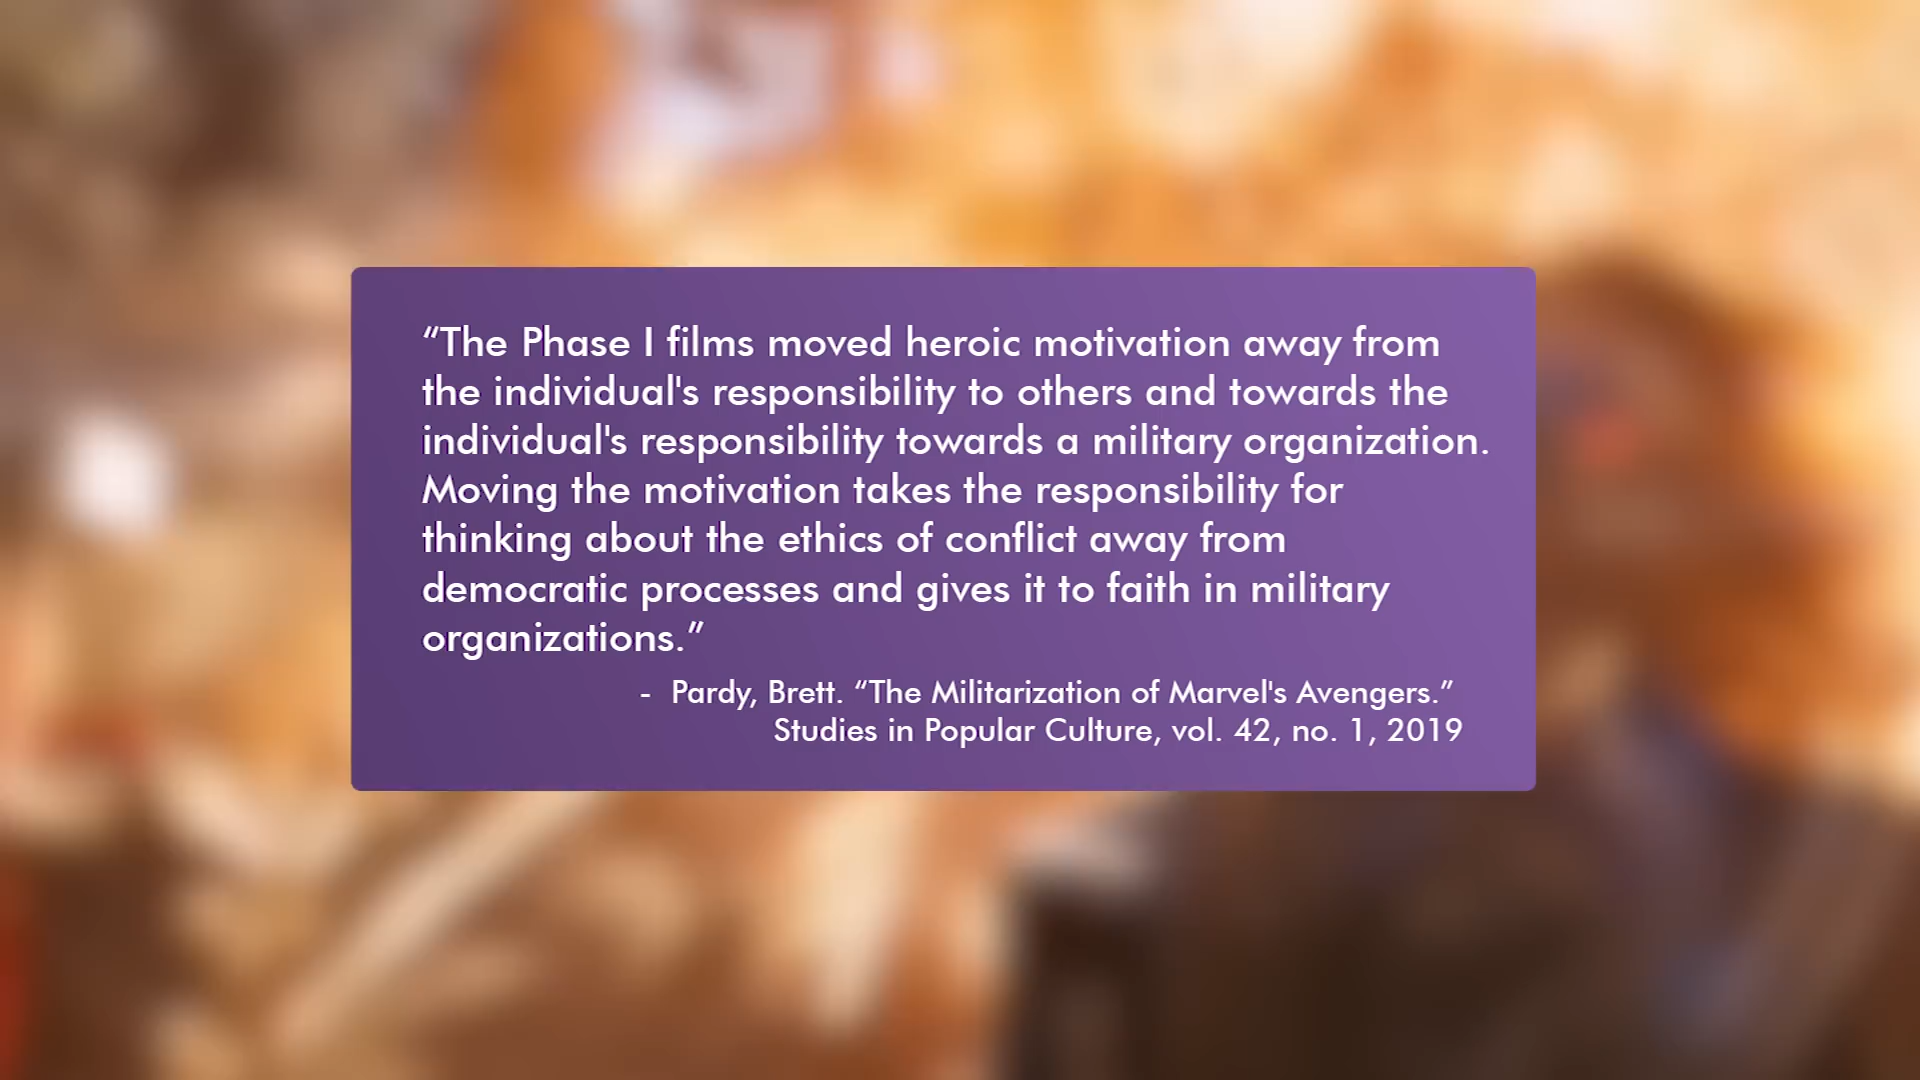 “The Phase I films moved heroic motivation away from
the individual's responsibility to others and towards the
individual's responsibility towards a military organization.
Moving the motivation takes the responsibility for
thinking about the ethics of conflict away from
democratic processes and gives it to faith in military
organizations.”
- Pardy, Brett. “The Militarization of Marvel's Avengers.”
Studies in Popular Culture, vol. 42, no. 1, 2019